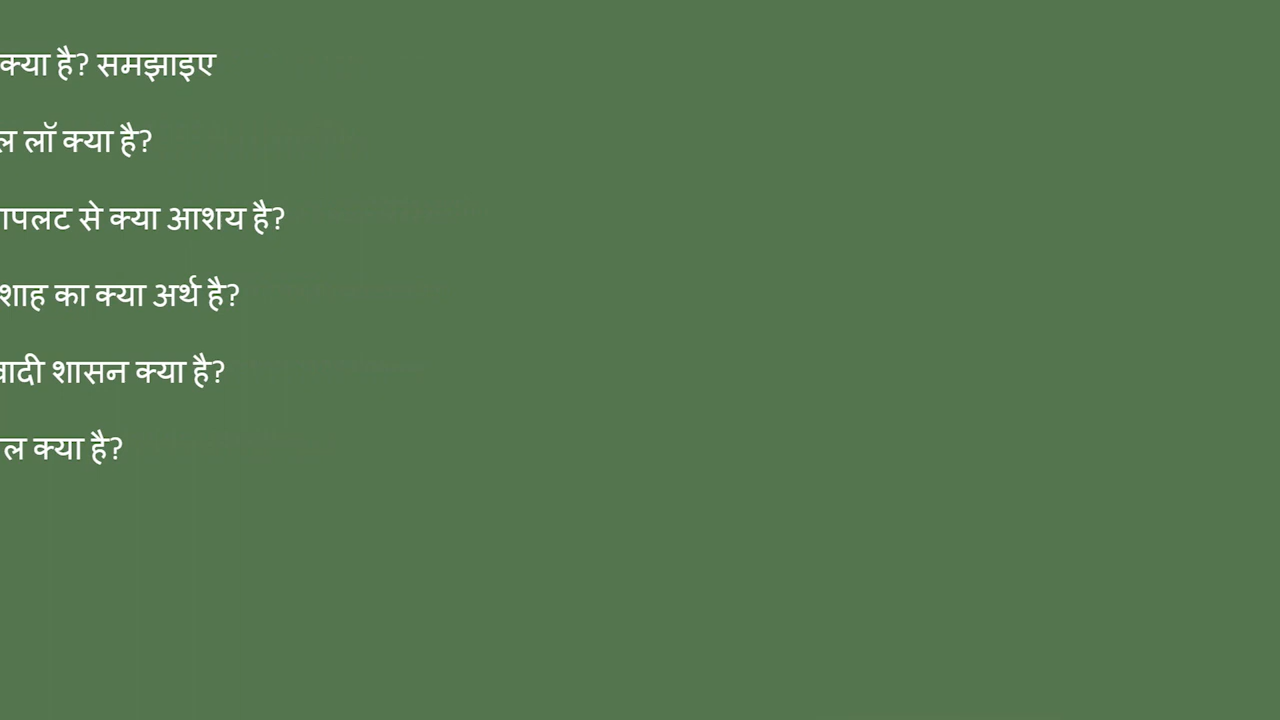 क्या है? समझाइए
ल लॉ क्या है?
ापलट से क्या आशय है?
शाह का क्या अर्थ है?
वादी शासन क्या है?
ल क्या है?